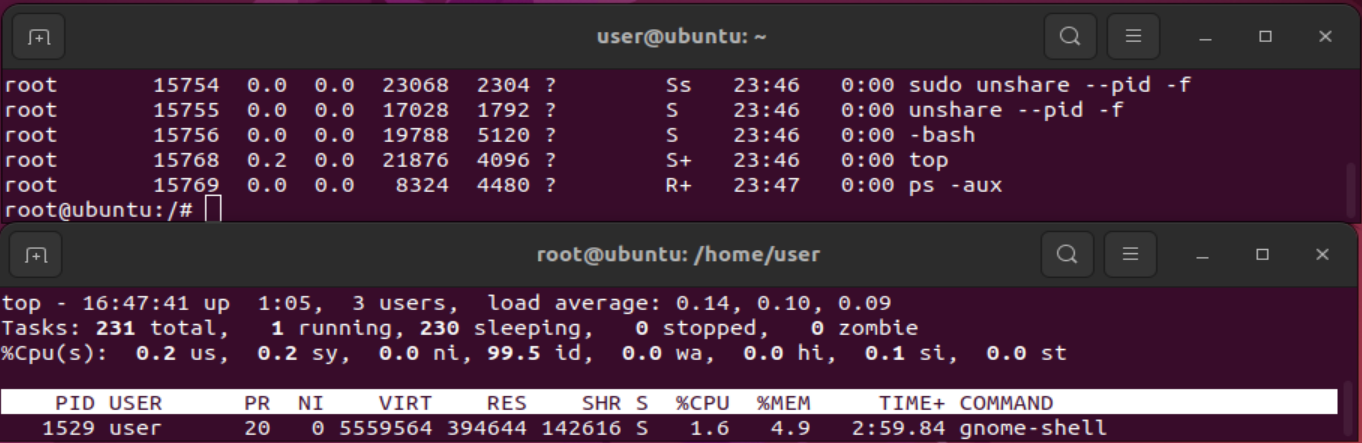 user@ubuntu: ~
root       15754  0.0  0.0  23068  2304 ?        Ss   23:46   0:00 sudo unshare --pid -f
root       15755  0.0  0.0  17028  1792 ?        S    23:46   0:00 unshare --pid -f
root       15756  0.0  0.0  19788  5120 ?        S    23:46   0:00 -bash
root       15768  0.2  0.0  21876  4096 ?        S+   23:46   0:00 top
root       15769  0.0  0.0   8324  4480 ?        R+   23:47   0:00 ps -aux
root@ubuntu:/#
root@ubuntu: /home/user
top - 16:47:41 up  1:05,  3 users,  load average: 0.14, 0.10, 0.09
Tasks: 231 total,   1 running, 230 sleeping,   0 stopped,   0 zombie
%Cpu(s):  0.2 us,  0.2 sy,  0.0 ni, 99.5 id,  0.0 wa,  0.0 hi,  0.1 si,  0.0 st
    PID USER      PR  NI    VIRT    RES    SHR S  %CPU  %MEM     TIME+ COMMAND
   1529 user      20   0 5559564 394644 142616 S   1.6   4.9   2:59.84 gnome-shell